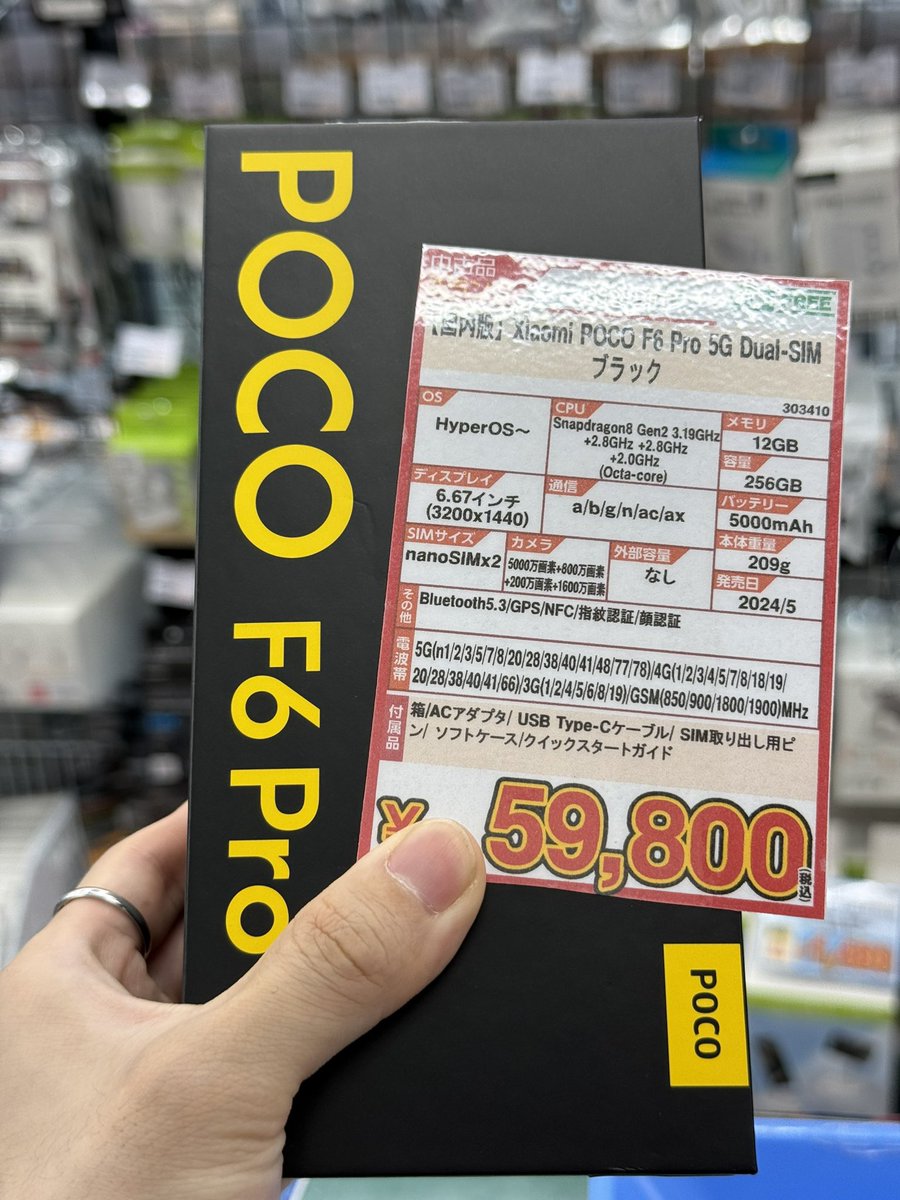 POCO F6 Pro
中古品
【国内版】Xiaomi POCO F6 Pro 5G Dual-SIM
ブラック
303410
OS
HyperOS~
CPU
Snapdragon8 Gen2 3.19GHz
+2.8GHz +2.8GHz
+2.0GHz
(Octa-core)
メモリ
12GB
容量
256GB
ディスプレイ
6.67インチ
(3200x1440)
通信
a/b/g/n/ac/ax
バッテリー
5000mAh
SIMサイズ
nanoSIMx2
カメラ
5000万画素+800万画素
+200万画素+1600万画素
外部容量
なし
本体重量
209g
発売日
2024/5
その他
Bluetooth5.3/GPS/NFC/指紋認証/顔認証
電波帯
5G(n1/2/3/5/7/8/20/28/38/40/41/48/77/78)/4G(1/2/3/4/5/7/8/18/19/
20/28/38/40/41/66)/3G(1/2/4/5/6/8/19)/GSM(850/900/1800/1900)MHz
付属品
箱/ACアダプタ/ USB Type-Cケーブル/ SIM取り出し用ピ
ン/ ソフトケース/クイックスタートガイド
¥ 59,800
(税込)
POCO